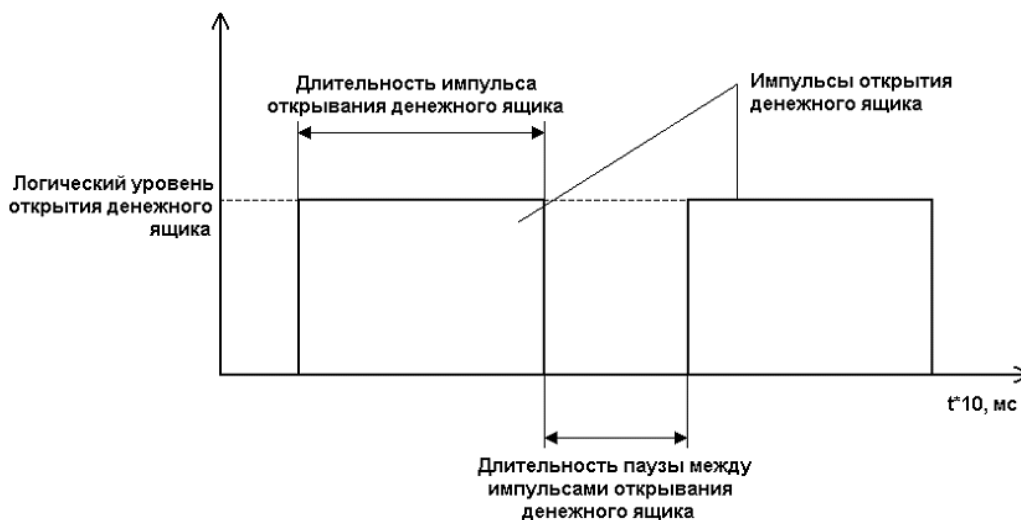 Длительность импульса
открывания денежного ящика
Импульсы открытия
денежного ящика
Логический уровень
открытия денежного
ящика
t*10, мс
Длительность паузы между
импульсами открывания
денежного ящика